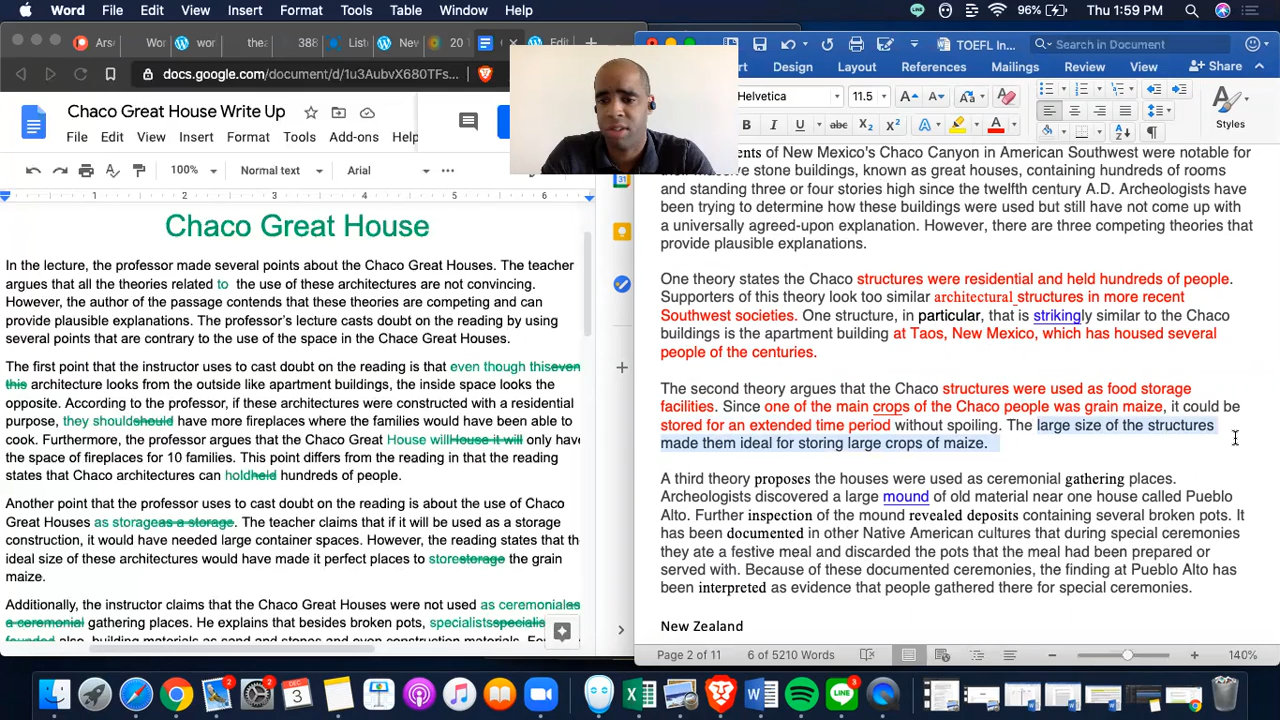 Word File Edit View Insert Format Tools Table Window Help 96% Thu 1:59 PM
Ars Wor wor the 388 List Nev 20 1 Edit
docs.google.com/document/d/1u3AubvX680TFs...
TOEFL In... Search in Document
Design Layout References Mailings Review View Share
Chaco Great House Write Up
File Edit View Insert Format Tools Add-ons Help
100% Normal text Arial
Helvetica 11.5
Styles
1 2 3 4 5 6
Chaco Great House
In the lecture, the professor made several points about the Chaco Great Houses. The teacher
argues that all the theories related to the use of these architectures are not convincing.
However, the author of the passage contends that these theories are competing and can
provide plausible explanations. The professor's lecture casts doubt on the reading by using
several points that are contrary to the use of the space in the Chace Great Houses.
The first point that the instructor uses to cast doubt on the reading is that even though thiseven
this architecture looks from the outside like apartment buildings, the inside space looks the
opposite. According to the professor, if these architectures were constructed with a residential
purpose, they shouldshould have more fireplaces where the families would have been able to
cook. Furthermore, the professor argues that the Chaco Great House willHouse it will only have
the space of fireplaces for 10 families. This point differs from the reading in that the reading
states that Chaco architectures can holdheld hundreds of people.
Another point that the professor uses to cast doubt on the reading is about the use of Chaco
Great Houses as storageas a storage. The teacher claims that if it will be used as a storage
construction, it would have needed large container spaces. However, the reading states that th
ideal size of these architectures would have made it perfect places to storestorage the grain
maize.
Additionally, the instructor claims that the Chaco Great Houses were not used as ceremonialas
a ceremonial gathering places. He explains that besides broken pots, specialistsspecialis
founded also, building materials as sand and stones and even construction materials.
of New Mexico's Chaco Canyon in American Southwest were notable for
stone buildings, known as great houses, containing hundreds of rooms
and standing three or four stories high since the twelfth century A.D. Archeologists have
been trying to determine how these buildings were used but still have not come up with
a universally agreed-upon explanation. However, there are three competing theories that
provide plausible explanations.
One theory states the Chaco structures were residential and held hundreds of people.
Supporters of this theory look too similar architectural structures in more recent
Southwest societies. One structure, in particular, that is strikingly similar to the Chaco
buildings is the apartment building at Taos, New Mexico, which has housed several
people of the centuries.
The second theory argues that the Chaco structures were used as food storage
facilities. Since one of the main crops of the Chaco people was grain maize, it could be
stored for an extended time period without spoiling. The large size of the structures
made them ideal for storing large crops of maize.
A third theory proposes the houses were used as ceremonial gathering places.
Archeologists discovered a large mound of old material near one house called Pueblo
Alto. Further inspection of the mound revealed deposits containing several broken pots. It
has been documented in other Native American cultures that during special ceremonies
they ate a festive meal and discarded the pots that the meal had been prepared or
served with. Because of these documented ceremonies, the finding at Pueblo Alto has
been interpreted as evidence that people gathered there for special ceremonies.
New Zealand
Page 2 of 11 6 of 5210 Words 140%